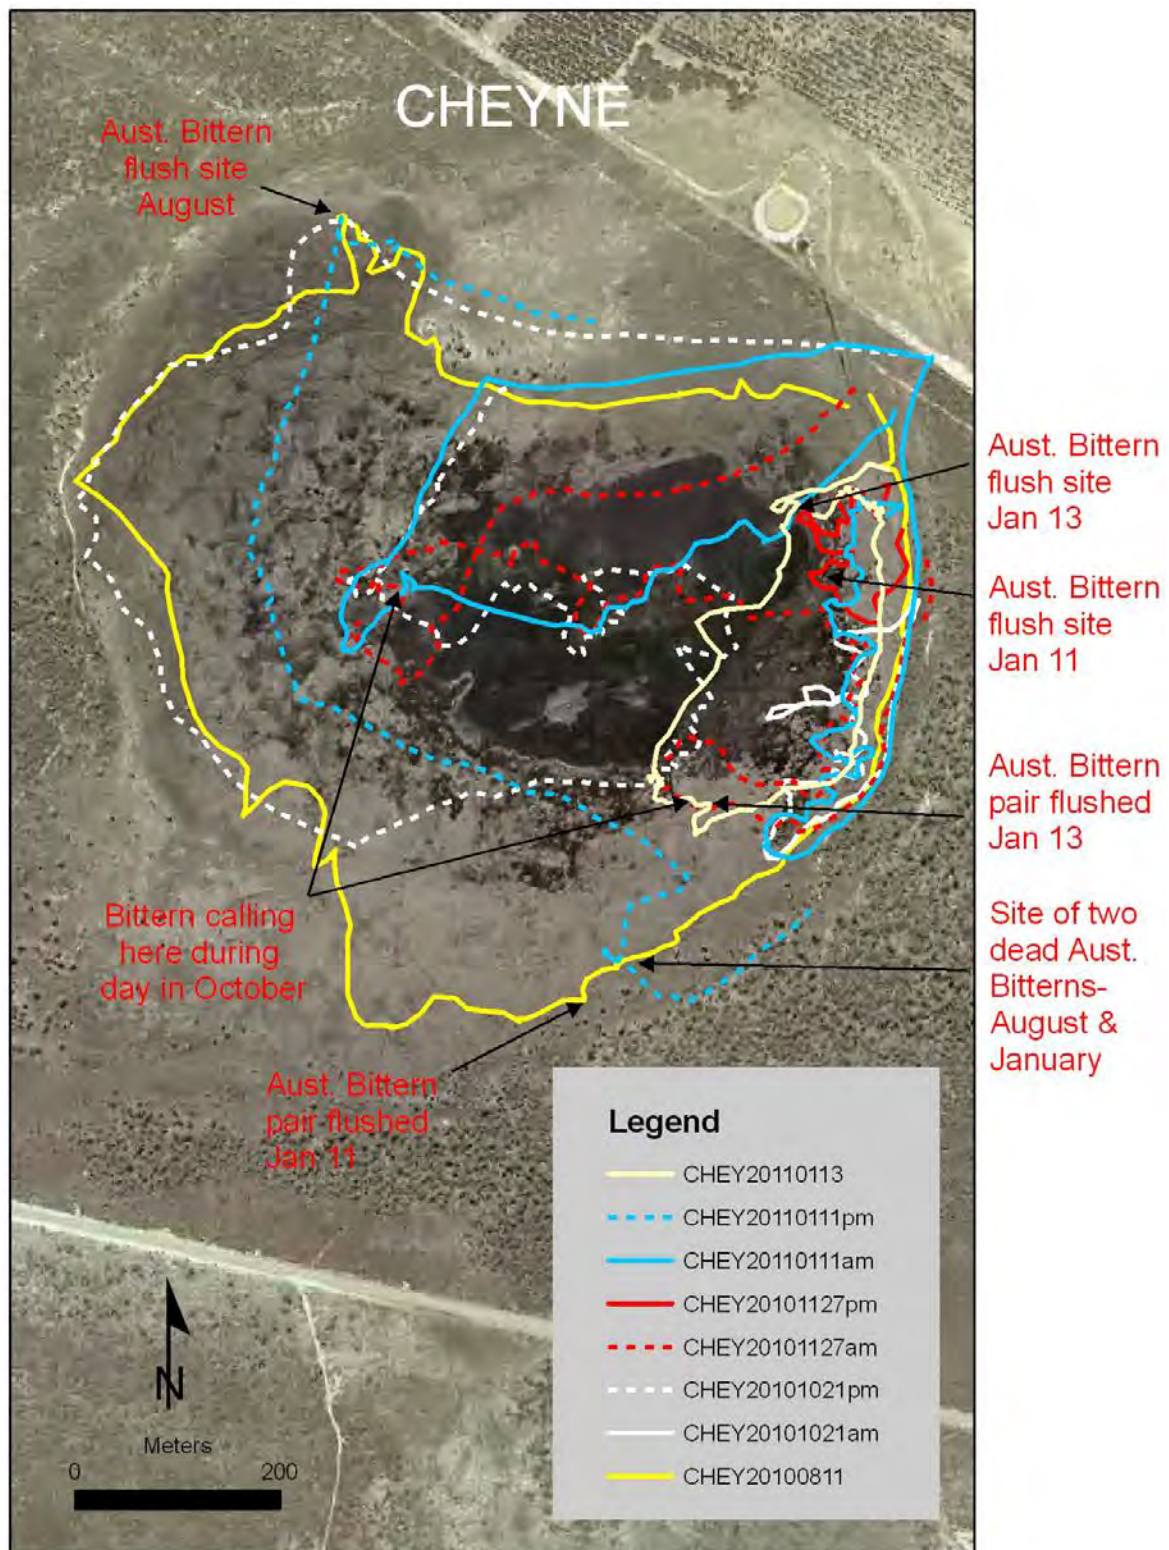 CHEYNE
Aust. Bittern
flush site
August
Aust. Bittern
flush site
Jan 13
Aust. Bittern
flush site
Jan 11
Aust. Bittern
pair flushed
Jan 13
Bittern calling
here during
day in October
Site of two
dead Aust.
Bitterns-
August &
January
Aust. Bittern
pair flushed
Jan 11
Legend
CHEY20110113
CHEY20110111pm
CHEY20110111am
CHEY20101127pm
CHEY20101127am
CHEY20101021pm
CHEY20101021am
CHEY20100811
N
Meters
0 200